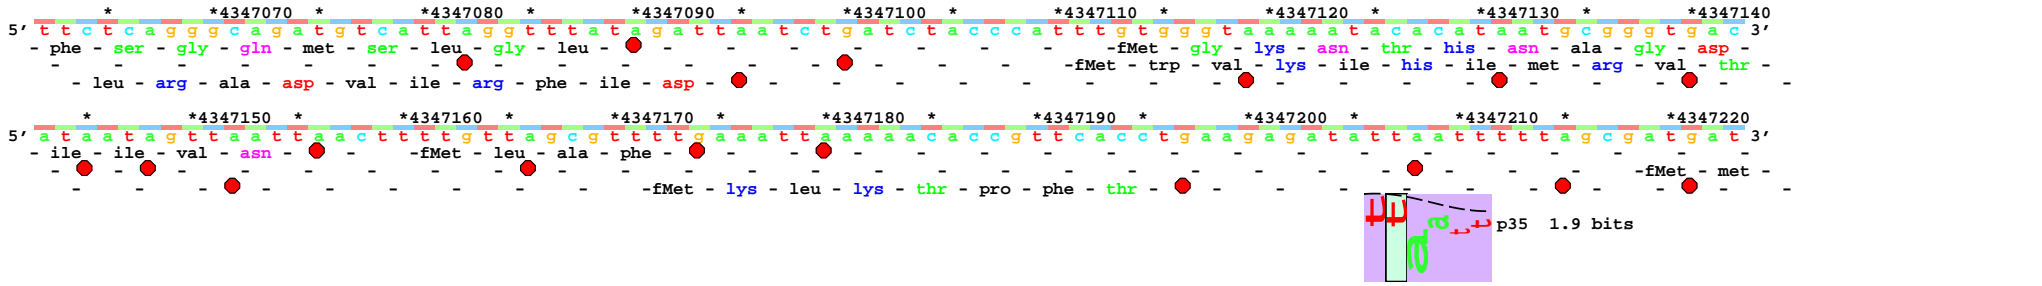 * *4347070 * *4347080 * *4347090 * *4347100 * *4347110 * *4347120 * *4347130 * *4347140
5' t t c t c a g g g c a g a t g t c a t t a g g t t t a t a g a t t a a t c t g a t c t a c c c a t t t g t g g g t a a a a a t a c a c a t a a t g c g g g t g a c 3'
- phe - ser - gly - gln - met - ser - leu - gly - leu - - - - - - - -fMet - gly - lys - asn - thr - his - asn - ala - gly - asp -
- - - - - - - - - - - - - - - -fMet - trp - val - lys - ile - his - ile - met - arg - val - thr -
- leu - arg - ala - asp - val - ile - arg - phe - ile - asp - - - - - - - - - - - - - - - - -
* *4347150 * *4347160 * *4347170 * *4347180 * *4347190 * *4347200 * *4347210 * *4347220
5' a t a a t a g t t a a t t a a c t t t t g t t a g c g t t t t g a a a t t a a a a a c a c c g t t c a c c t g a a g a g a t a t t a a t t t t t a g c g a t g a t 3'
- ile - ile - val - asn - - -fMet - leu - ala - phe - - - - - - - - - - - - - - - - -
- - - - - - - - - - - - - - - - - - - - - - - - -fMet - met -
- - - - - - - - - -fMet - lys - leu - lys - thr - pro - phe - thr - - - - - - - - - -
t t a a t t p35 1.9 bits